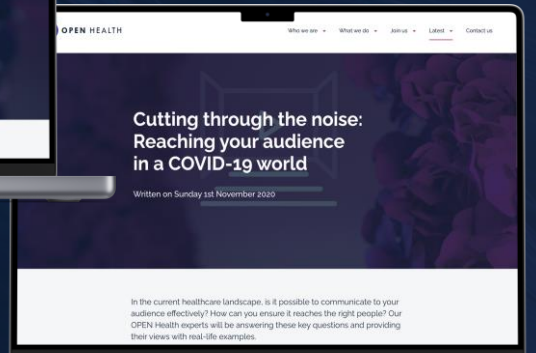 OPEN HEALTH
Who we are What we do Join us Latest Contact us
Cutting through the noise:
Reaching your audience
in a COVID-19 world
Written on Sunday 1st November 2020
In the current healthcare landscape, is it possible to communicate to your
audience effectively? How can you ensure it reaches the right people? Our
OPEN Health experts will be answering these key questions and providing
their views with real-life examples.